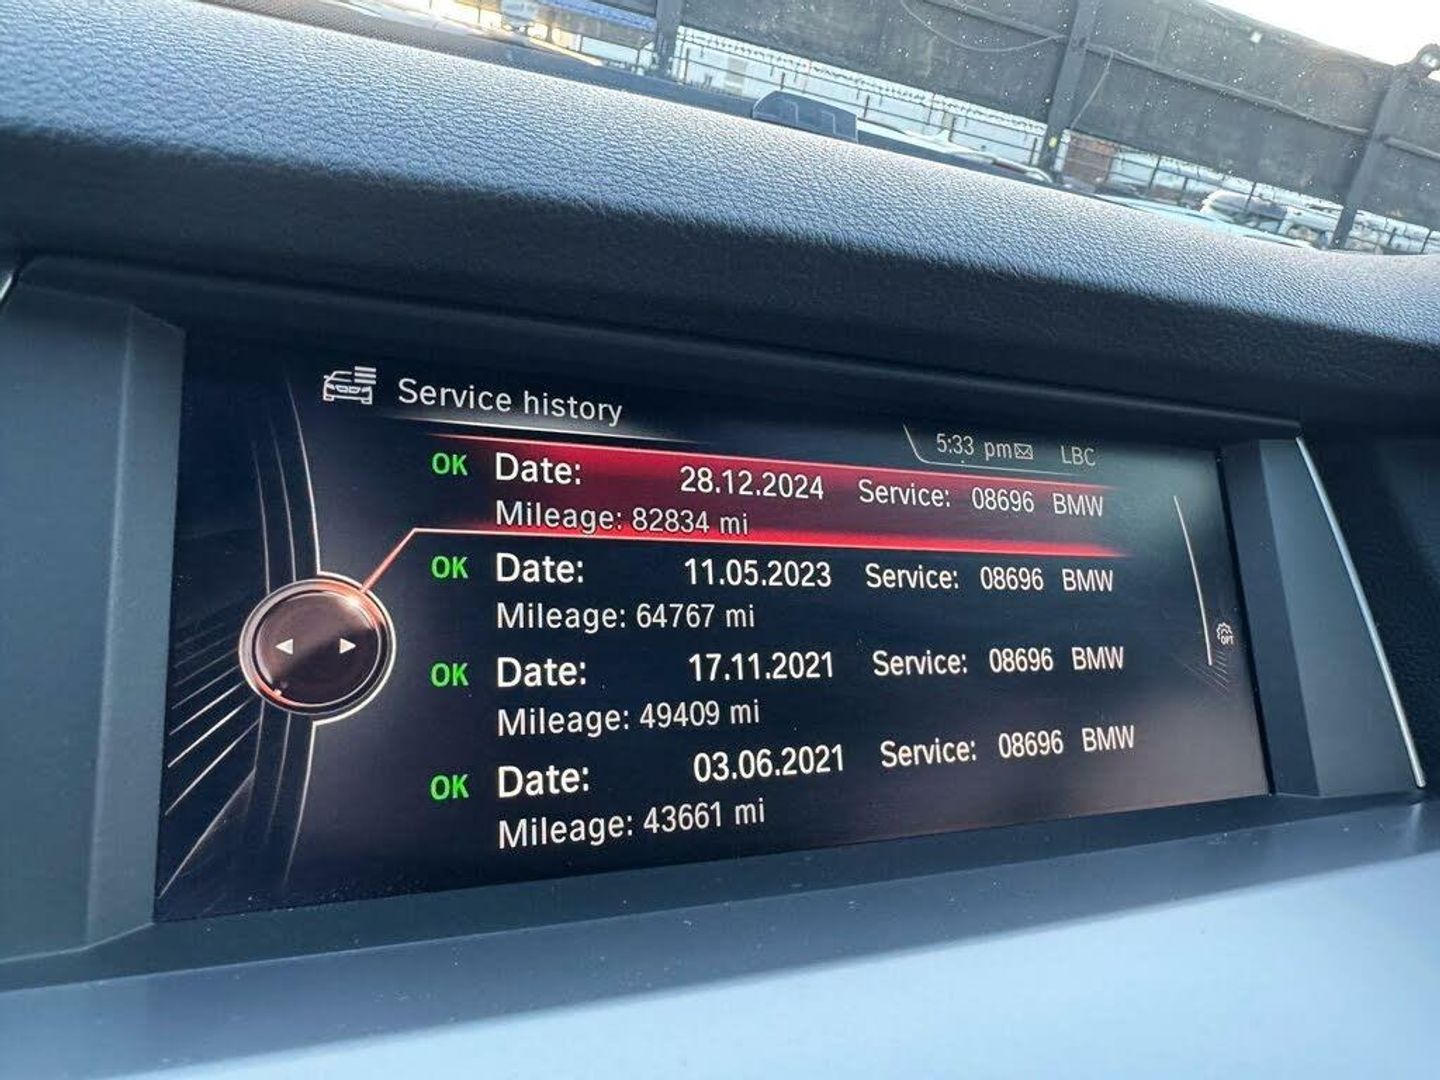 Service history
5:33 pm LBC
OK Date: 28.12.2024 Service: 08696 BMW
Mileage: 82834 mi
OK Date: 11.05.2023 Service: 08696 BMW
Mileage: 64767 mi
OK Date: 17.11.2021 Service: 08696 BMW
Mileage: 49409 mi
OK Date: 03.06.2021 Service: 08696 BMW
Mileage: 43661 mi
OPT